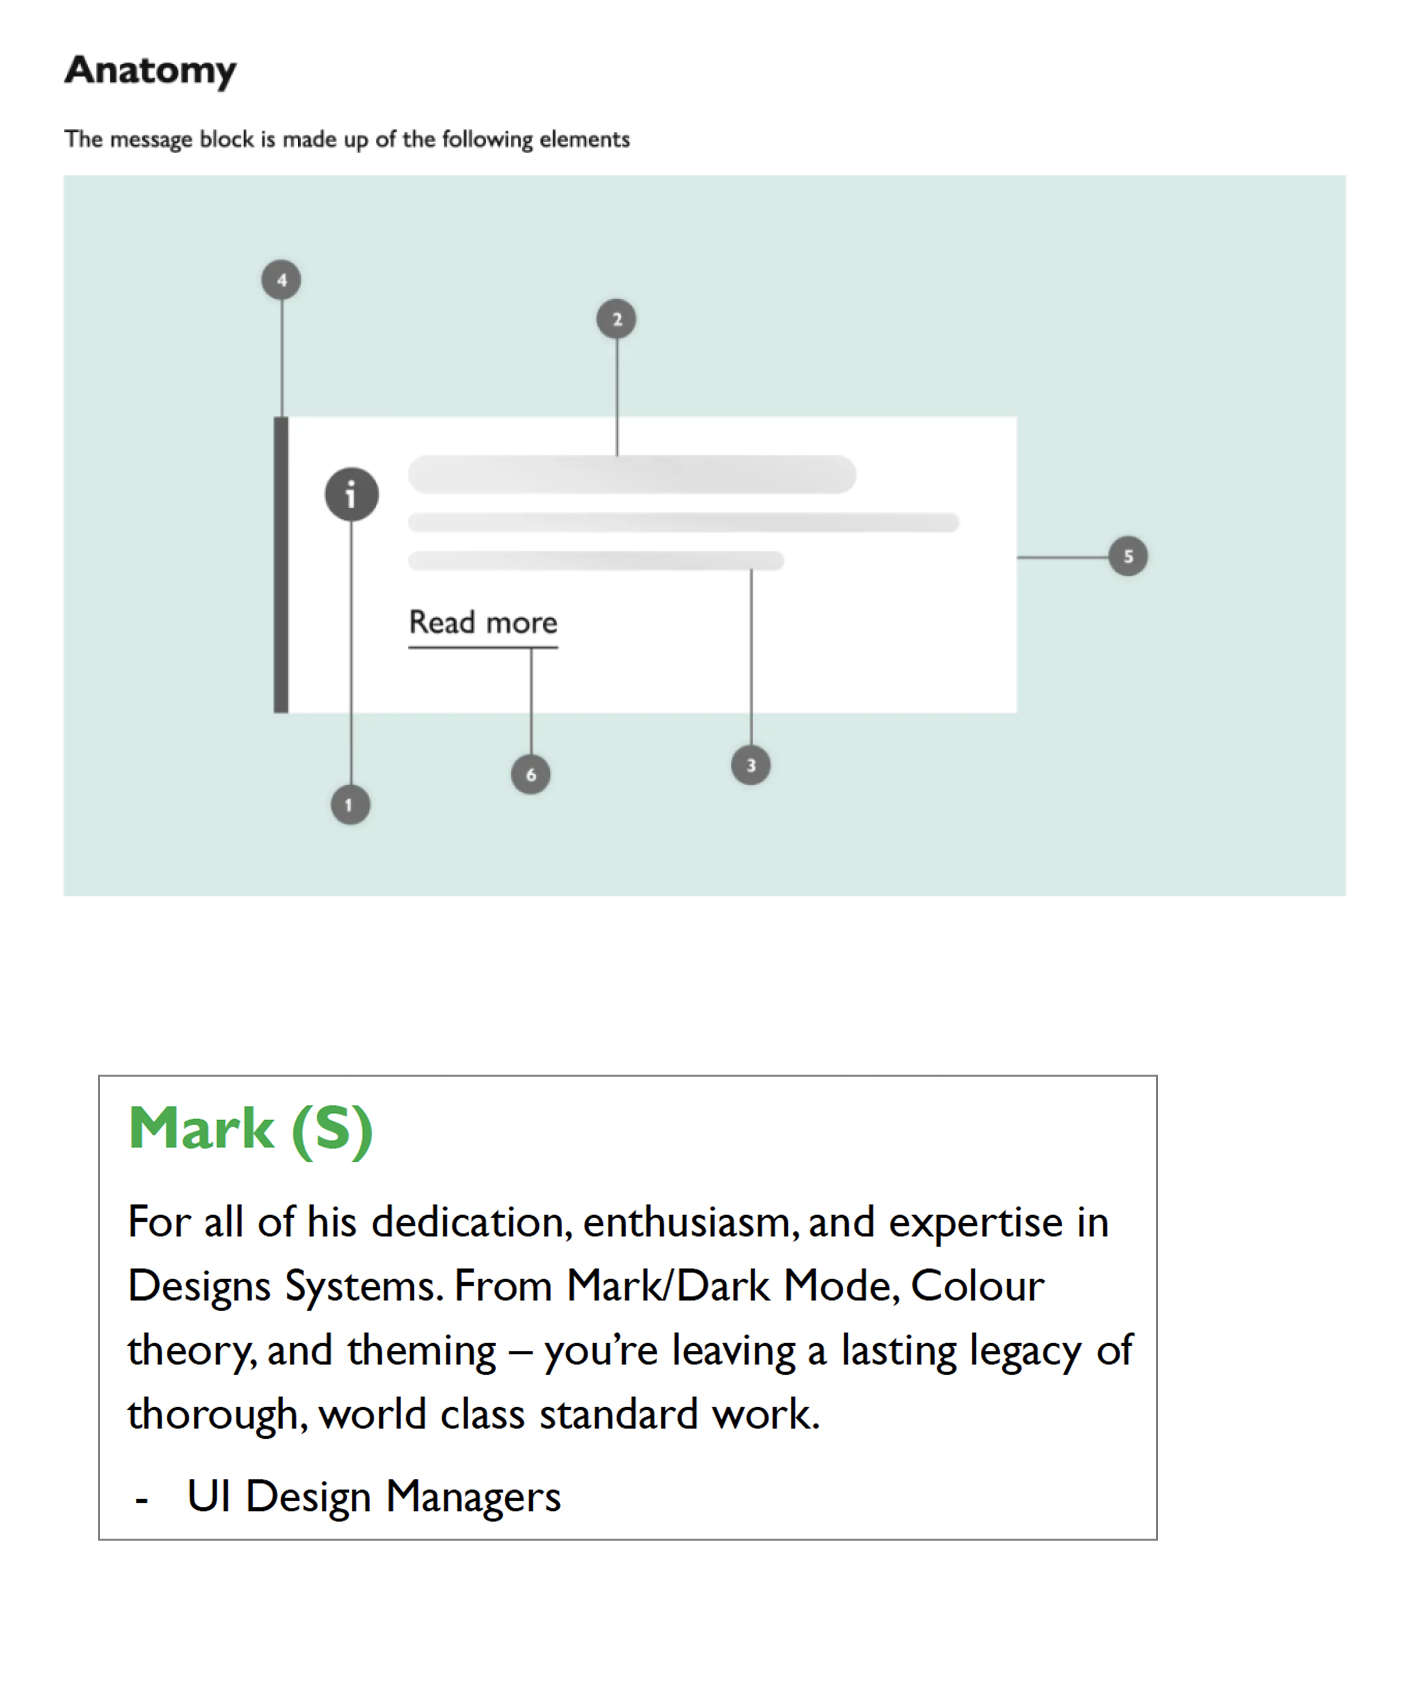 Anatomy
The message block is made up of the following elements
4
2
i
5
Read more
3
6
1
Mark (S)
For all of his dedication, enthusiasm, and expertise in
Designs Systems. From Mark/Dark Mode, Colour
theory, and theming – you’re leaving a lasting legacy of
thorough, world class standard work.
- UI Design Managers